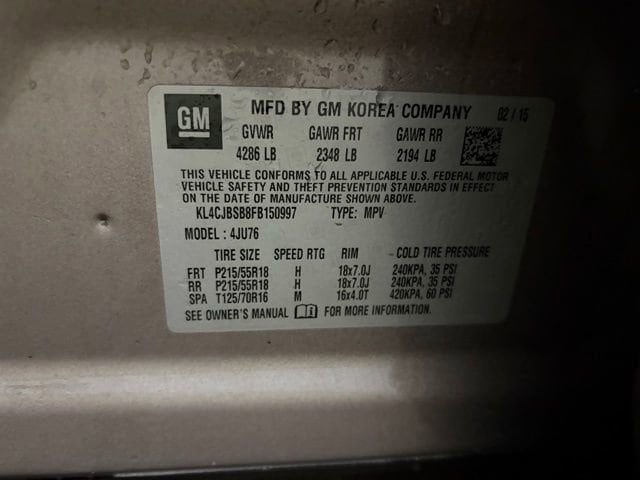 GM MFD BY GM KOREA COMPANY 02 / 15
GVWR GAWR FRT GAWR RR
4286 LB 2348 LB 2194 LB
THIS VEHICLE CONFORMS TO ALL APPLICABLE U.S. FEDERAL MOTOR
VEHICLE SAFETY AND THEFT PREVENTION STANDARDS IN EFFECT
ON THE DATE OF MANUFACTURE SHOWN ABOVE.
KL4CJBSB8FB150997 TYPE: MPV
MODEL: 4JU76
TIRE SIZE SPEED RTG RIM COLD TIRE PRESSURE
FRT P215/55R18 H 18x7.0J 240KPA, 35 PSI
RR P215/55R18 H 18x7.0J 240KPA, 35 PSI
SPA T125/70R16 M 16x4.0T 420KPA, 60 PSI
SEE OWNER'S MANUAL FOR MORE INFORMATION.